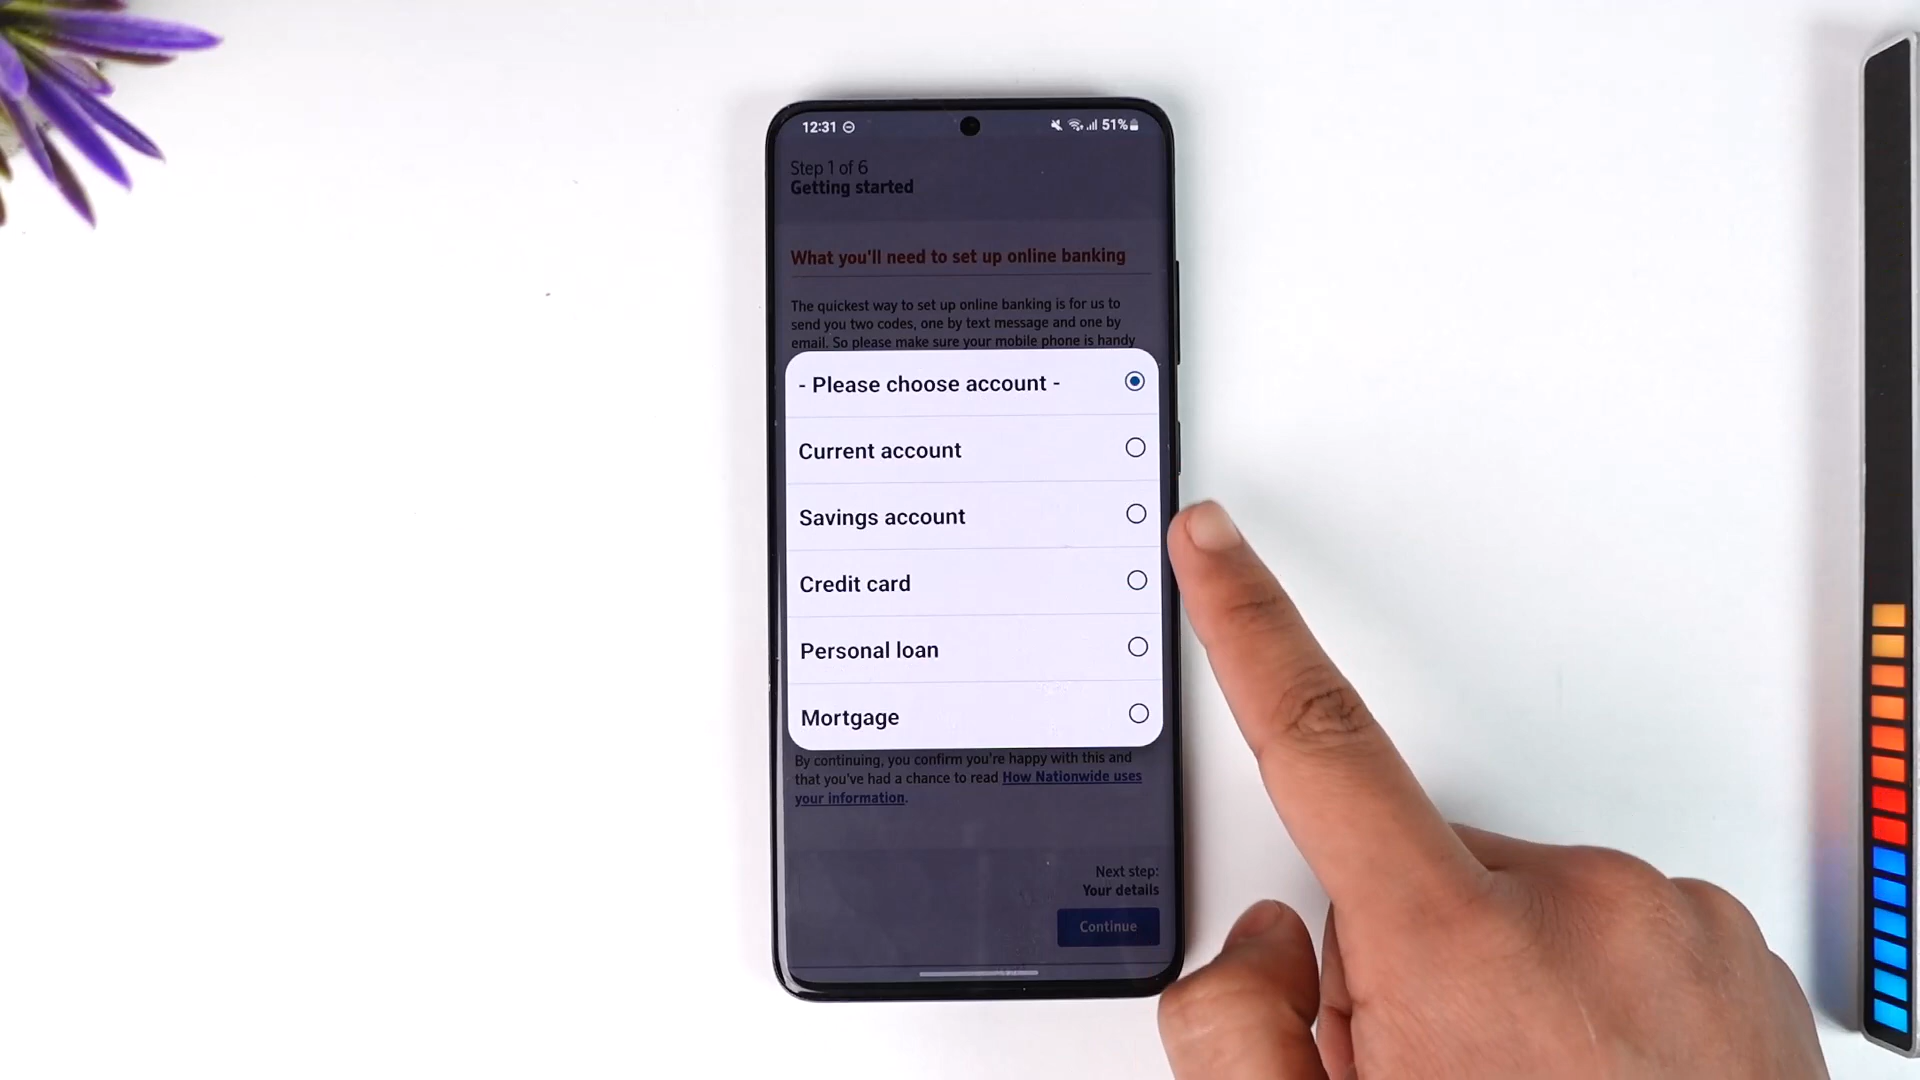 12:31
51%
Step 1 of 6
Getting started
What you'll need to set up online banking
The quickest way to set up online banking is for us to
send you two codes, one by text message and one by
email. So please make sure your mobile phone is handy
- Please choose account -
Current account
Savings account
Credit card
Personal loan
Mortgage
By continuing, you confirm you're happy with this and
that you've had a chance to read How Nationwide uses
your information.
Next step:
Your details
Continue